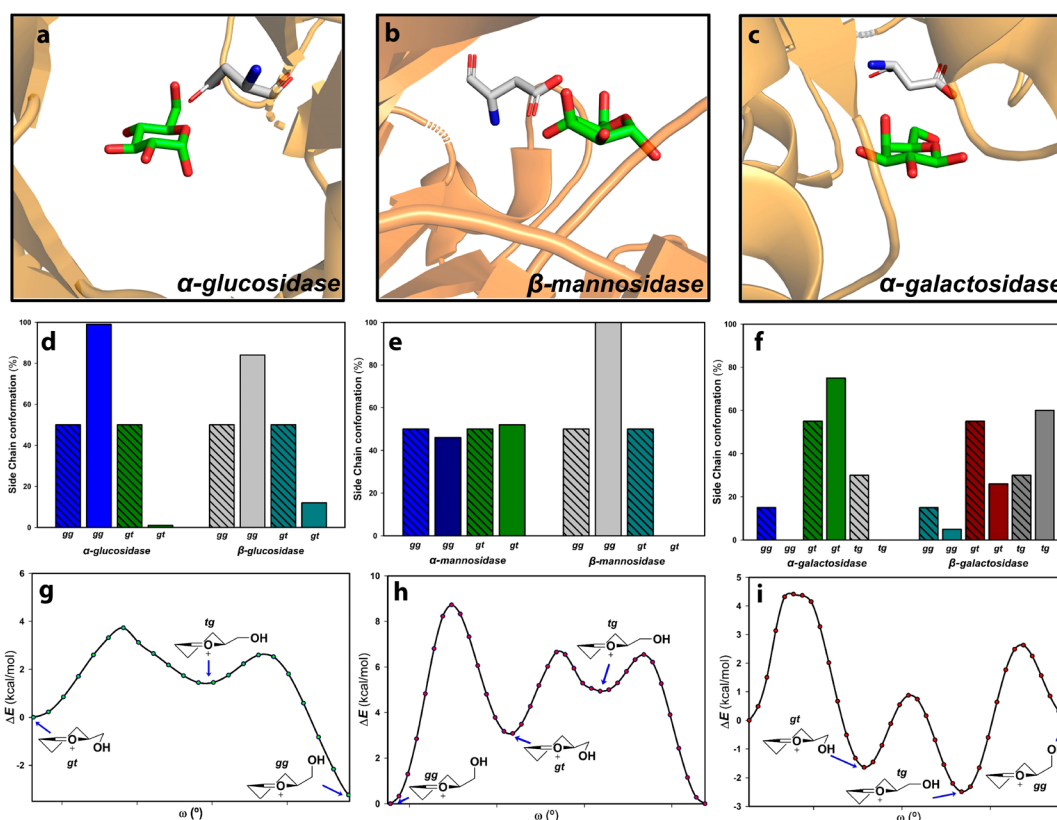 a
α-glucosidase
b
β-mannosidase
c
α-galactosidase
d
Side Chain conformation (%)
100
80
60
40
20
0
gg gg gt gt gg gg gt gt
α-glucosidase β-glucosidase
e
Side Chain conformation (%)
100
80
60
40
20
0
gg gg gt gt gg gg gt gt
α-mannosidase β-mannosidase
f
Side Chain conformation (%)
100
80
60
40
20
0
gg gg gt gt tg tg gg gg gt gt tg tg
α-galactosidase β-galactosidase
g
ΔE (kcal/mol)
4
2
0
-2
tg
O
+
OH
O
+
OH
gt
gg
OH
O
+
ω (º)
h
ΔE (kcal/mol)
10
8
6
4
2
0
tg
O
+
OH
gg
OH
O
+
O
+
OH
gt
ω (º)
i
ΔE (kcal/mol)
5
4
3
2
1
0
-1
-2
-3
gt
O
+
OH
tg
O
+
OH
O
O
+
gg
ω (º)